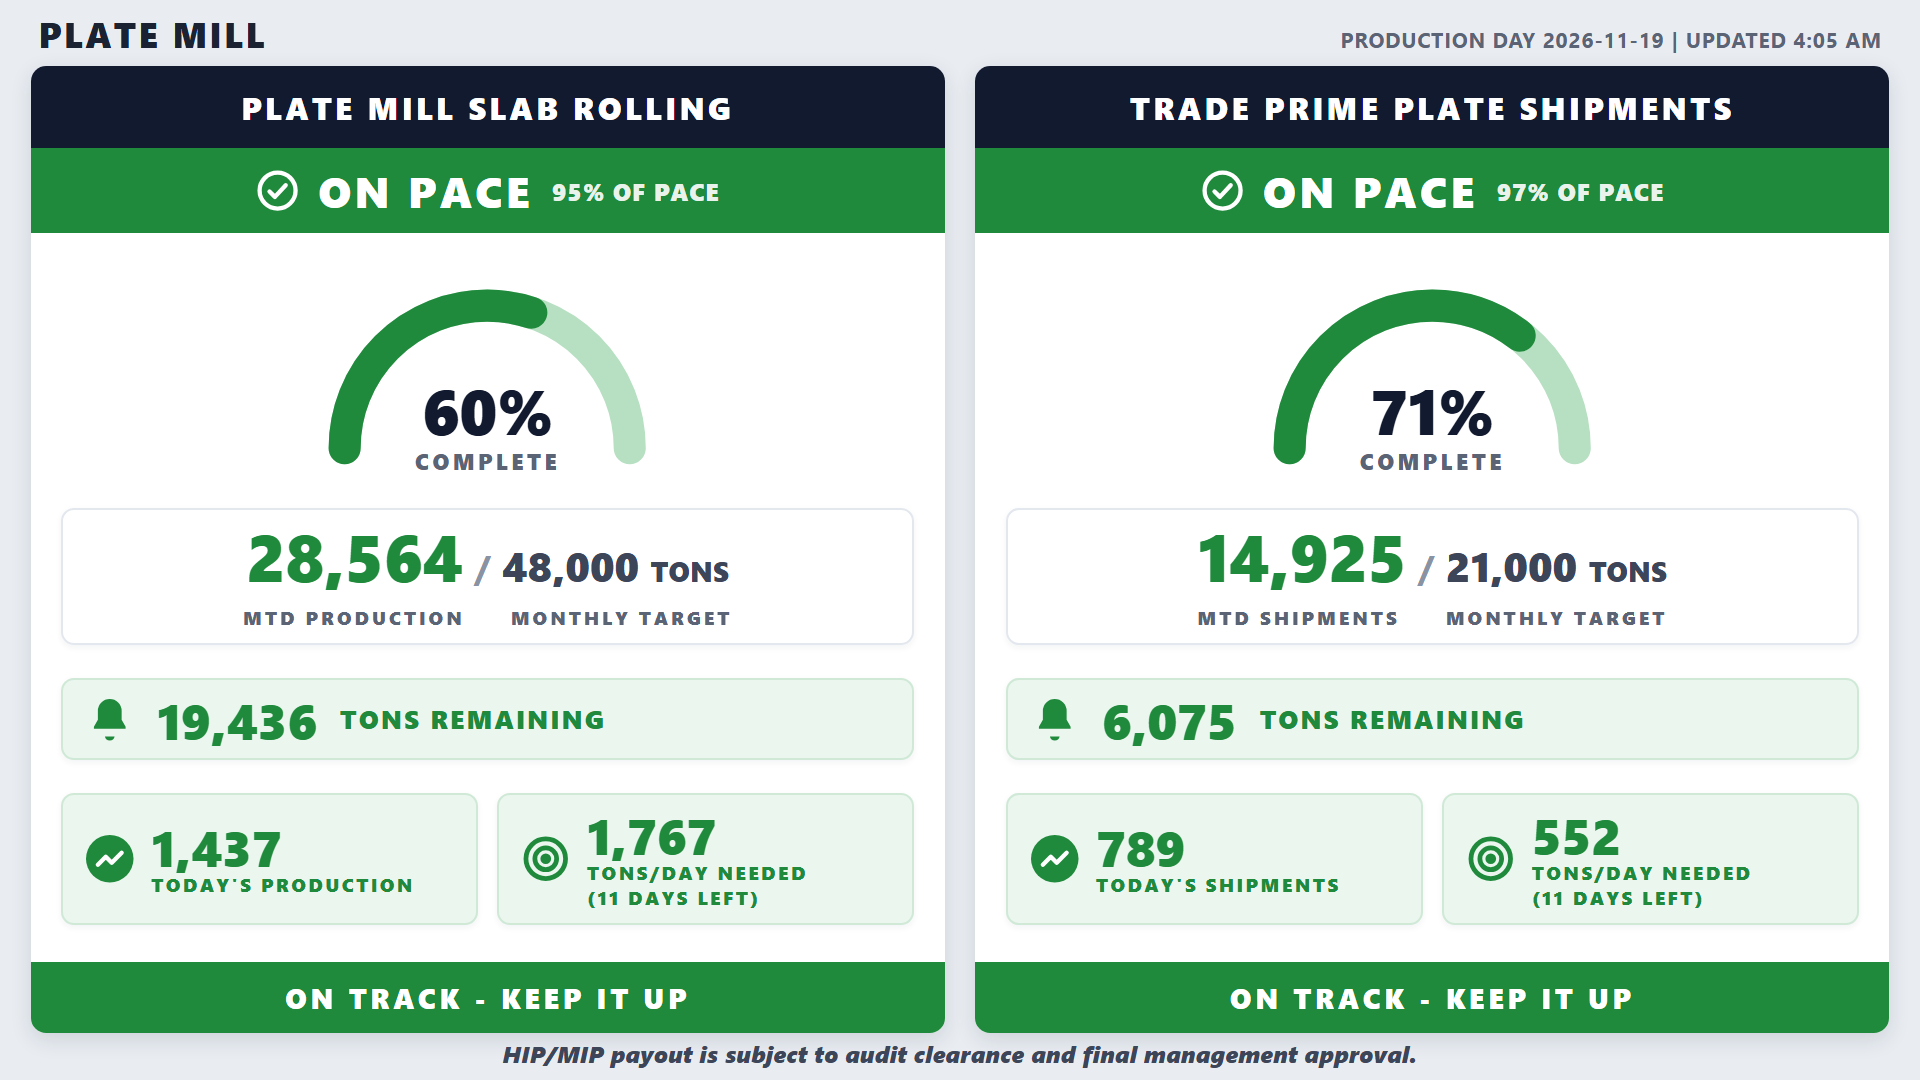 PLATE MILL
PRODUCTION DAY 2026-11-19 | UPDATED 4:05 AM
PLATE MILL SLAB ROLLING
ON PACE 95% OF PACE
60%
COMPLETE
28,564 / 48,000 TONS
MTD PRODUCTION MONTHLY TARGET
19,436 TONS REMAINING
1,437
TODAY'S PRODUCTION
1,767
TONS/DAY NEEDED
(11 DAYS LEFT)
ON TRACK - KEEP IT UP
TRADE PRIME PLATE SHIPMENTS
ON PACE 97% OF PACE
71%
COMPLETE
14,925 / 21,000 TONS
MTD SHIPMENTS MONTHLY TARGET
6,075 TONS REMAINING
789
TODAY'S SHIPMENTS
552
TONS/DAY NEEDED
(11 DAYS LEFT)
ON TRACK - KEEP IT UP
HIP/MIP payout is subject to audit clearance and final management approval.